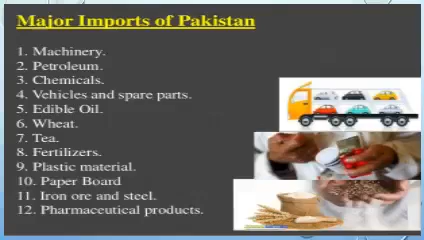 Major Imports of Pakistan
1. Machinery.
2. Petroleum.
3. Chemicals.
4. Vehicles and spare parts.
5. Edible Oil.
6. Wheat.
7. Tea.
8. Fertilizers.
9. Plastic material.
10. Paper Board
11. Iron ore and steel.
12. Pharmaceutical products.